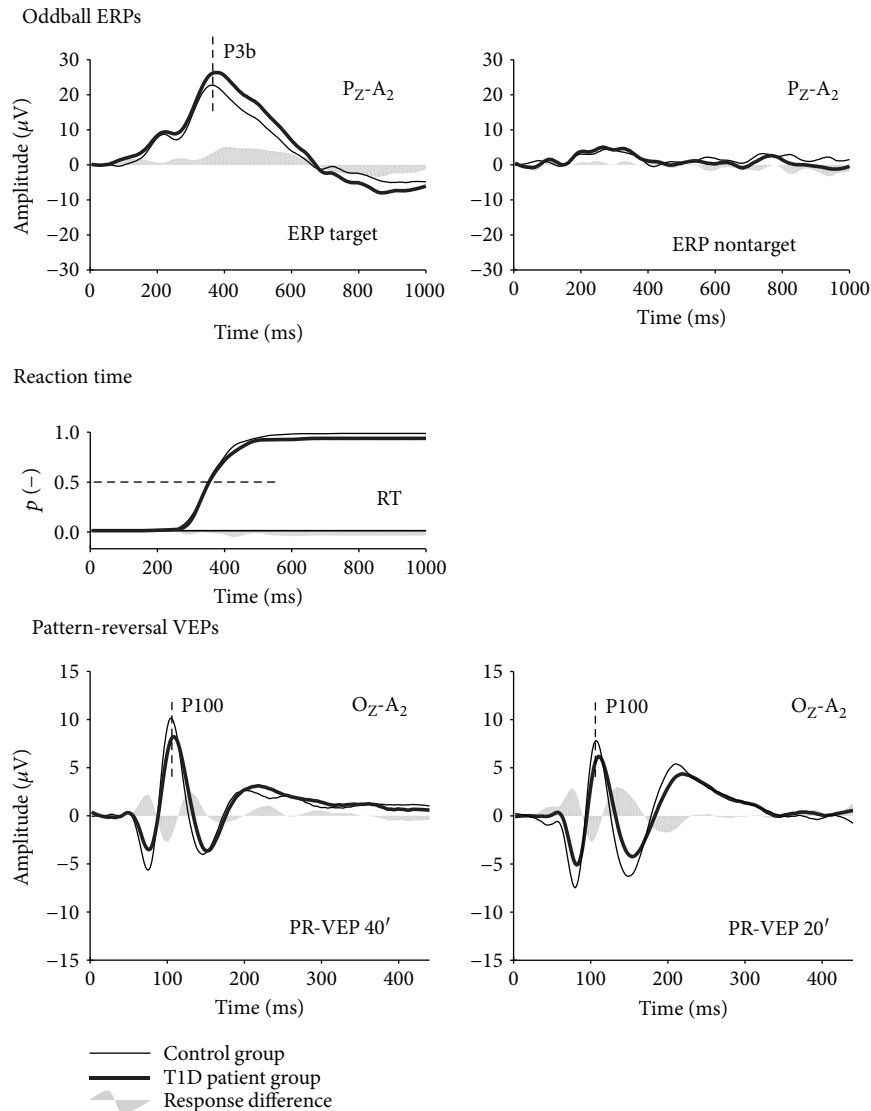 Oddball ERPs
P3b
PZ-A2
Amplitude (μV)
30
20
10
0
−10
−20
−30
ERP target
0 200 400 600 800 1000
Time (ms)
PZ-A2
30
20
10
0
−10
−20
−30
ERP nontarget
0 200 400 600 800 1000
Time (ms)
Reaction time
p (−)
1.0
0.5
0.0
RT
0 200 400 600 800 1000
Time (ms)
Pattern-reversal VEPs
P100
OZ-A2
Amplitude (μV)
15
10
5
0
−5
−10
−15
PR-VEP 40′
0 100 200 300 400
Time (ms)
P100
OZ-A2
15
10
5
0
−5
−10
−15
PR-VEP 20′
0 100 200 300 400
Time (ms)
Control group
T1D patient group
Response difference